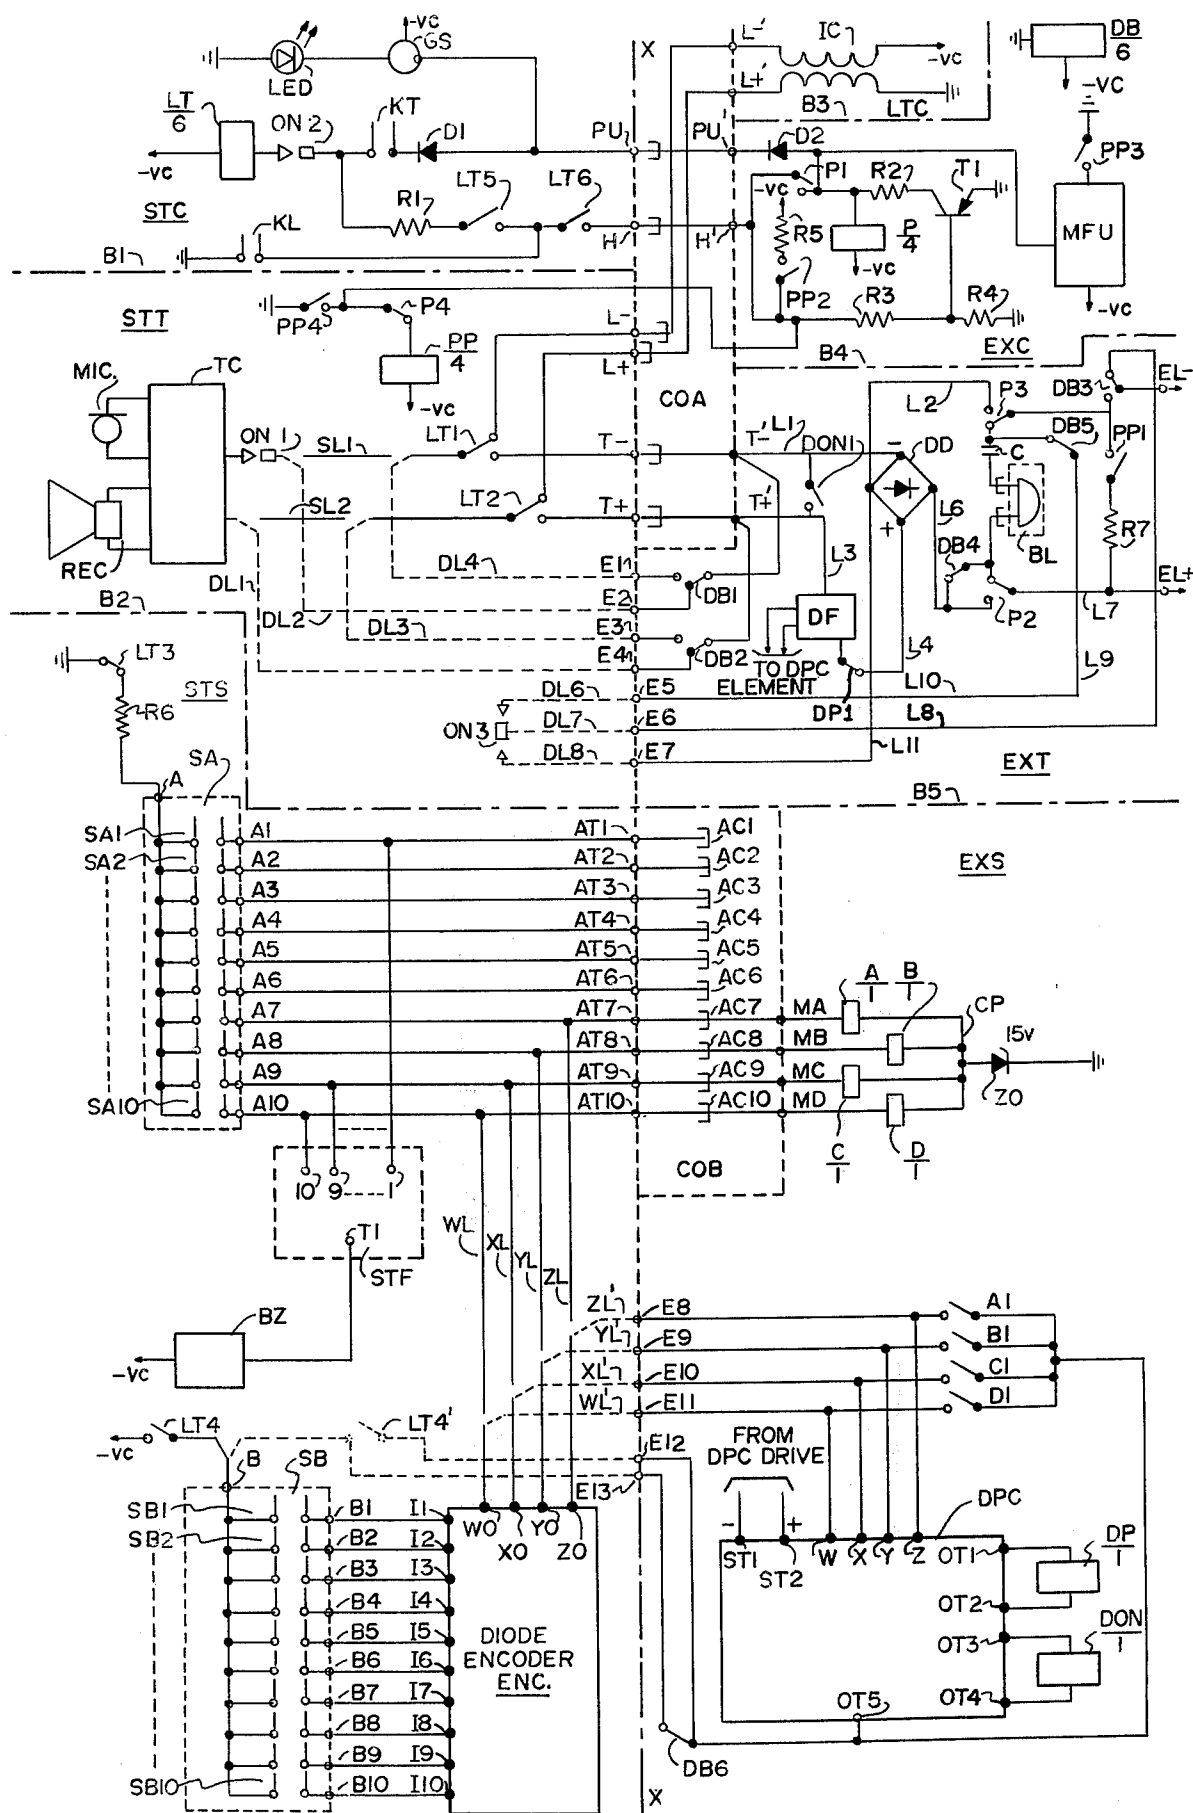 -VC
GS
LED
X
L-'
IC
-VC
DB
6
-VC
LT
6
ON 2
KT
D1
PU
PU'
L+'
B3
LTC
D2
PP3
-VC
STC
R1
LT5
LT6
H
H'
P1
-VC
R2
T1
R5
P
4
-VC
MFU
-VC
KL
B1
PP2
R3
R4
STT
PP4
P4
PP
4
-VC
L-
L+
B4
EXC
MIC.
TC
COA
L2
P3
DB3
EL-
ON 1
SL1
LT1
T-
T-'
L1
DON1
DD
-
+
C
DB5
PP1
SL2
LT2
T+
T+'
L6
BL
R7
REC
DL1
DL4
E1
DB1
L3
DB4
EL+
B2
DL2
E2
DF
P2
L7
DL3
E3
E4
DB2
TO DPC
ELEMENT
L4
L9
LT3
STS
R6
DL6
E5
DP1
L10
ON3
DL7
E6
L8
DL8
E7
L11
EXT
B5
A
SA
SA1
A1
AT1
AC1
SA2
A2
AT2
AC2
EXS
A3
AT3
AC3
A4
AT4
AC4
A5
AT5
AC5
A6
AT6
AC6
A7
AT7
AC7
MA
A
1
B
1
CP
A8
AT8
AC8
MB
15V
A9
AT9
AC9
MC
ZO
SA10
A10
AT10
AC10
MD
C
1
D
1
COB
10
9
1
T1
STF
WL
XL
YL
ZL
BZ
-VC
ZL'
E8
A1
YL'
E9
B1
XL'
E10
C1
WL'
E11
D1
LT4
-VC
LT4'
E12
E13
FROM
DPC DRIVE
B
SB
SB1
B1
I1
WO
XO
YO
ZO
-
+
DPC
SB2
B2
I2
ST1
ST2
W
X
Y
Z
OT1
DP
1
B3
I3
B4
I4
OT2
B5
I5
DIODE
ENCODER
ENC.
OT3
DON
1
B6
I6
B7
I7
OT4
B8
I8
OT5
B9
I9
DB6
SB10
B10
I10
X